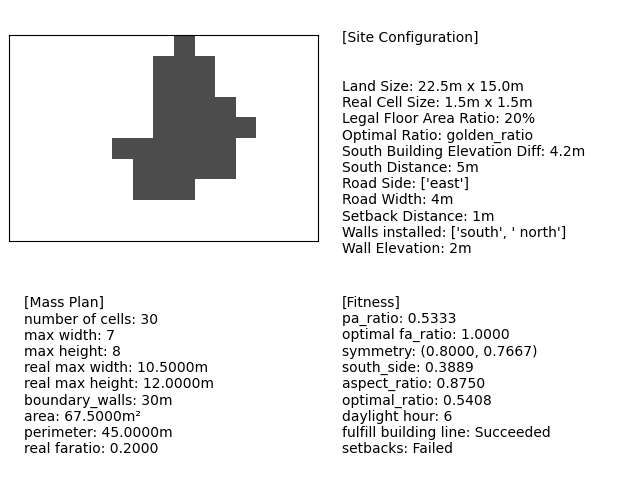 [Site Configuration]
Land Size: 22.5m x 15.0m
Real Cell Size: 1.5m x 1.5m
Legal Floor Area Ratio: 20%
Optimal Ratio: golden_ratio
South Building Elevation Diff: 4.2m
South Distance: 5m
Road Side: ['east']
Road Width: 4m
Setback Distance: 1m
Walls installed: ['south', ' north']
Wall Elevation: 2m
[Mass Plan]
number of cells: 30
max width: 7
max height: 8
real max width: 10.5000m
real max height: 12.0000m
boundary_walls: 30m
area: 67.5000m²
perimeter: 45.0000m
real faratio: 0.2000
[Fitness]
pa_ratio: 0.5333
optimal fa_ratio: 1.0000
symmetry: (0.8000, 0.7667)
south_side: 0.3889
aspect_ratio: 0.8750
optimal_ratio: 0.5408
daylight hour: 6
fulfill building line: Succeeded
setbacks: Failed